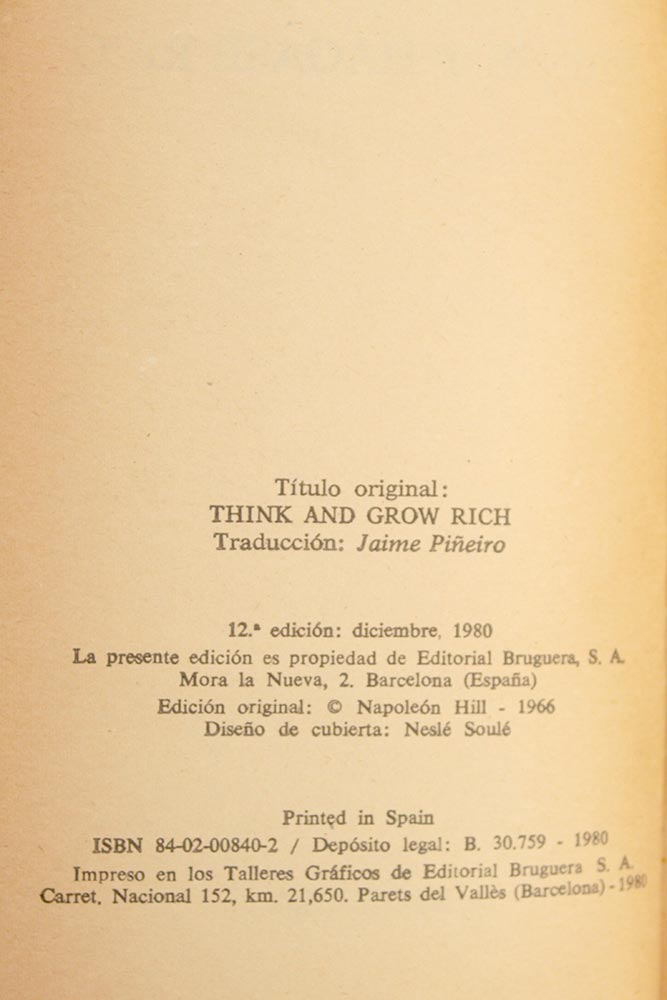 Título original:
THINK AND GROW RICH
Traducción: Jaime Piñeiro
12.ª edición: diciembre, 1980
La presente edición es propiedad de Editorial Bruguera, S. A.
Mora la Nueva, 2. Barcelona (España)
Edición original: © Napoleón Hill - 1966
Diseño de cubierta: Neslé Soulé
Printed in Spain
ISBN 84-02-00840-2 / Depósito legal: B. 30.759 - 1980
Impreso en los Talleres Gráficos de Editorial Bruguera S. A.
Carret. Nacional 152, km. 21,650. Parets del Vallès (Barcelona) - 1980